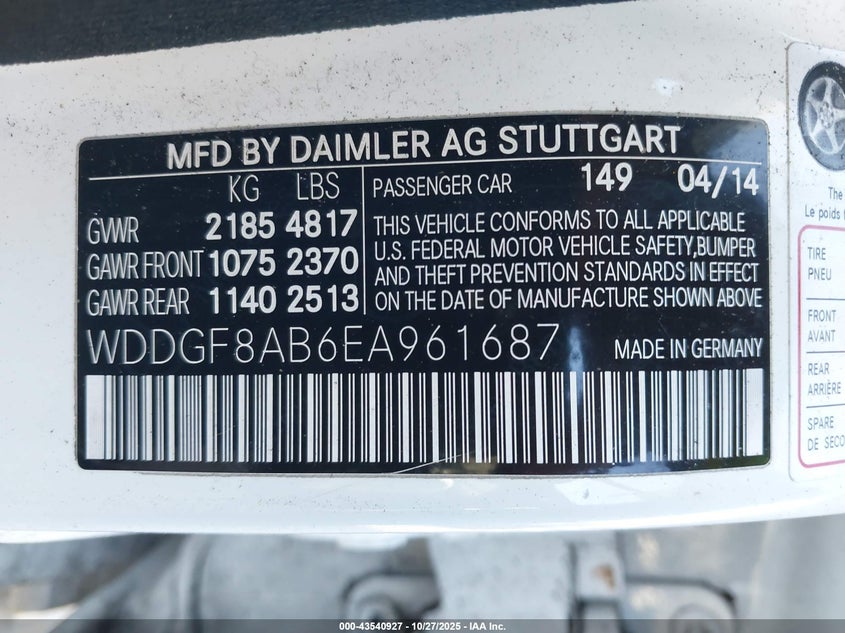 MFD BY DAIMLER AG STUTTGART
KG LBS
GVWR 2185 4817
GAWR FRONT 1075 2370
GAWR REAR 1140 2513
PASSENGER CAR 149 04/14
THIS VEHICLE CONFORMS TO ALL APPLICABLE
U.S. FEDERAL MOTOR VEHICLE SAFETY,BUMPER
AND THEFT PREVENTION STANDARDS IN EFFECT
ON THE DATE OF MANUFACTURE SHOWN ABOVE
WDDGF8AB6EA961687 MADE IN GERMANY
The
Le poids
TIRE
PNEU
FRONT
AVANT
REAR
ARRIÈRE
SPARE
DE
000-43540927 - 10/27/2025 - IAA Inc.